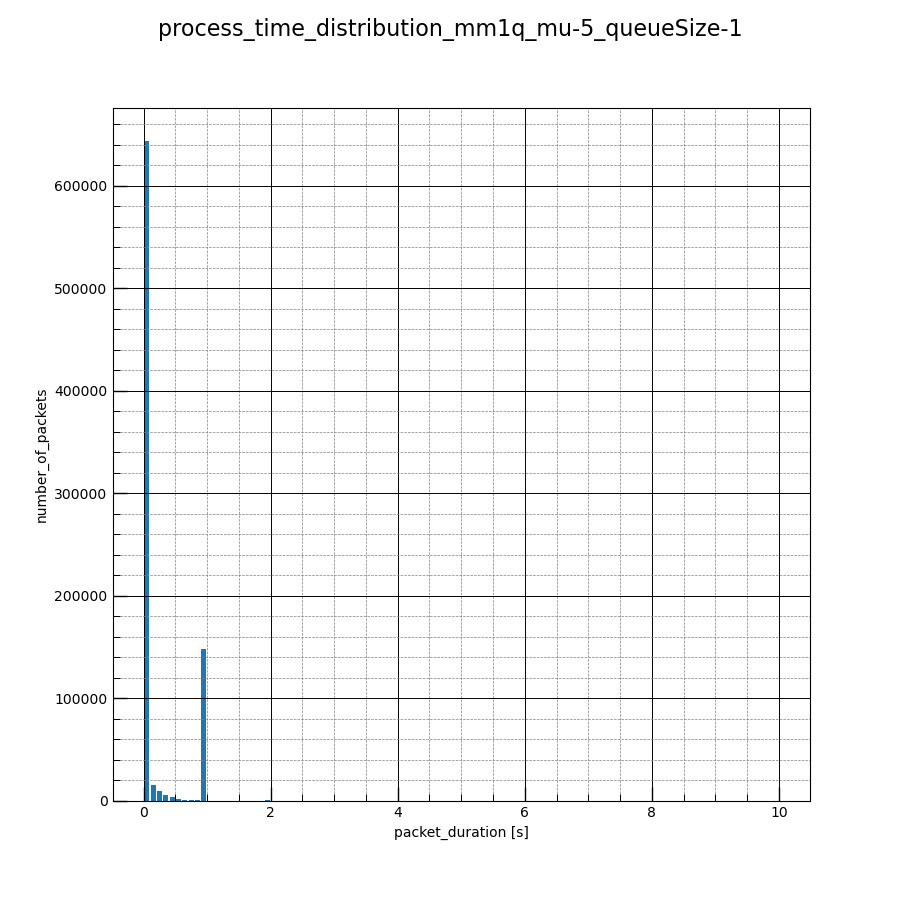 process_time_distribution_mm1q_mu-5_queueSize-1
600000
500000
400000
300000
200000
100000
0
number_of_packets
0 2 4 6 8 10
packet_duration [s]